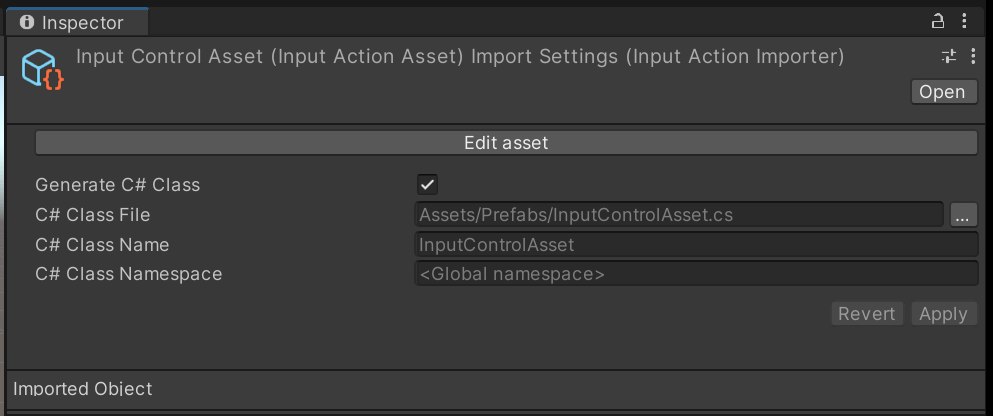 Inspector
Input Control Asset (Input Action Asset) Import Settings (Input Action Importer)
Open
Edit asset
Generate C# Class
C# Class File Assets/Prefabs/InputControlAsset.cs ...
C# Class Name InputControlAsset
C# Class Namespace <Global namespace>
Revert Apply
Imported Object